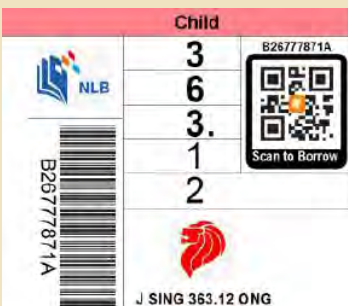 Child
3
6
3.
1
2
NLB
B26777871A
B26777871A
Scan to Borrow
J SING 363.12 ONG